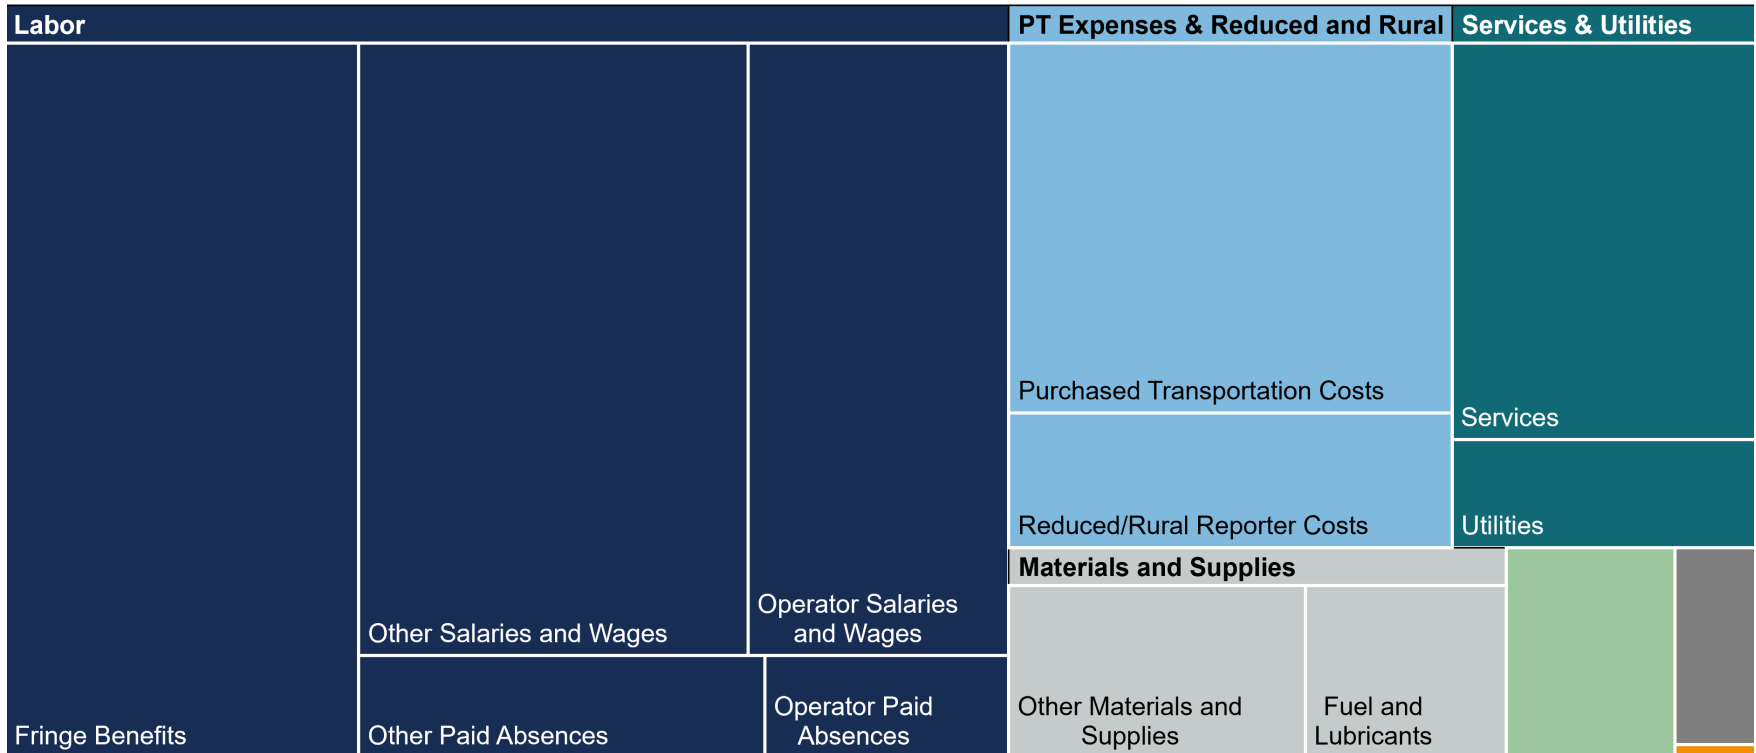 Labor
PT Expenses & Reduced and Rural
Services & Utilities
Purchased Transportation Costs
Services
Reduced/Rural Reporter Costs
Utilities
Materials and Supplies
Other Salaries and Wages
Operator Salaries
and Wages
Fringe Benefits
Other Paid Absences
Operator Paid
Absences
Other Materials and
Supplies
Fuel and
Lubricants